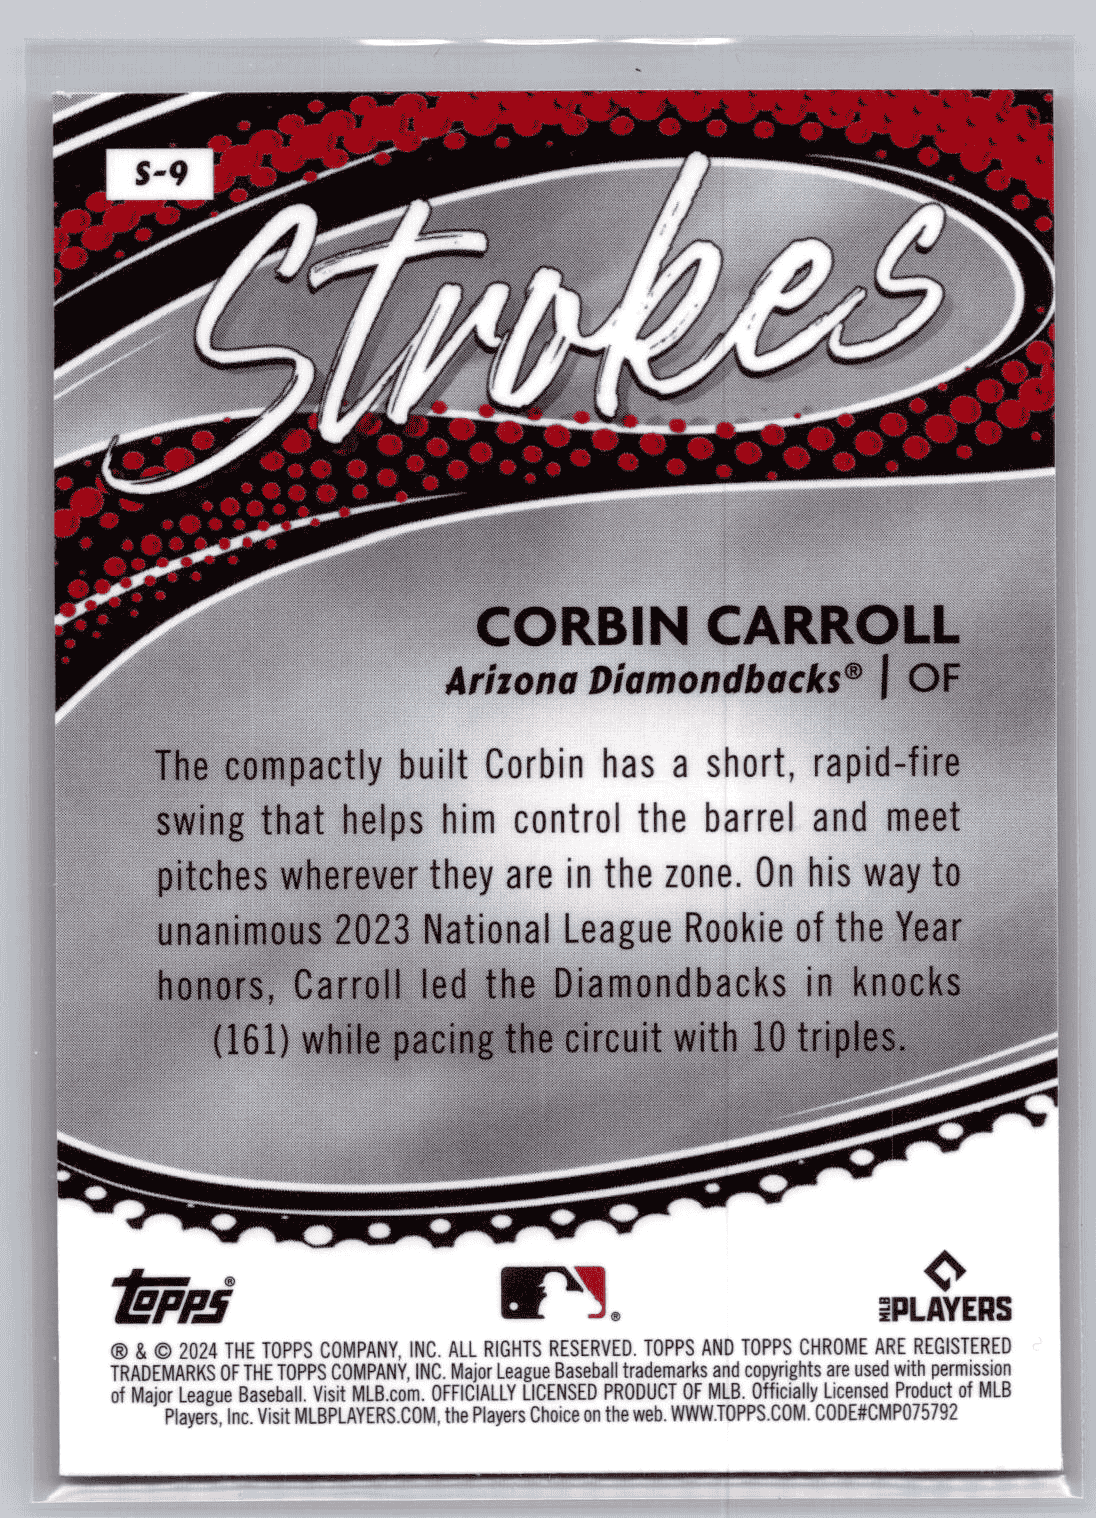 S-9
Strokes
CORBIN CARROLL
Arizona Diamondbacks® | OF
The compactly built Corbin has a short, rapid-fire
swing that helps him control the barrel and meet
pitches wherever they are in the zone. On his way to
unanimous 2023 National League Rookie of the Year
honors, Carroll led the Diamondbacks in knocks
(161) while pacing the circuit with 10 triples.
topps®
®
MLB PLAYERS
® & © 2024 THE TOPPS COMPANY, INC. ALL RIGHTS RESERVED. TOPPS AND TOPPS CHROME ARE REGISTERED
TRADEMARKS OF THE TOPPS COMPANY, INC. Major League Baseball trademarks and copyrights are used with permission
of Major League Baseball. Visit MLB.com. OFFICIALLY LICENSED PRODUCT OF MLB. Officially Licensed Product of MLB
Players, Inc. Visit MLBPLAYERS.COM, the Players Choice on the web. WWW.TOPPS.COM. CODE#CMP075792